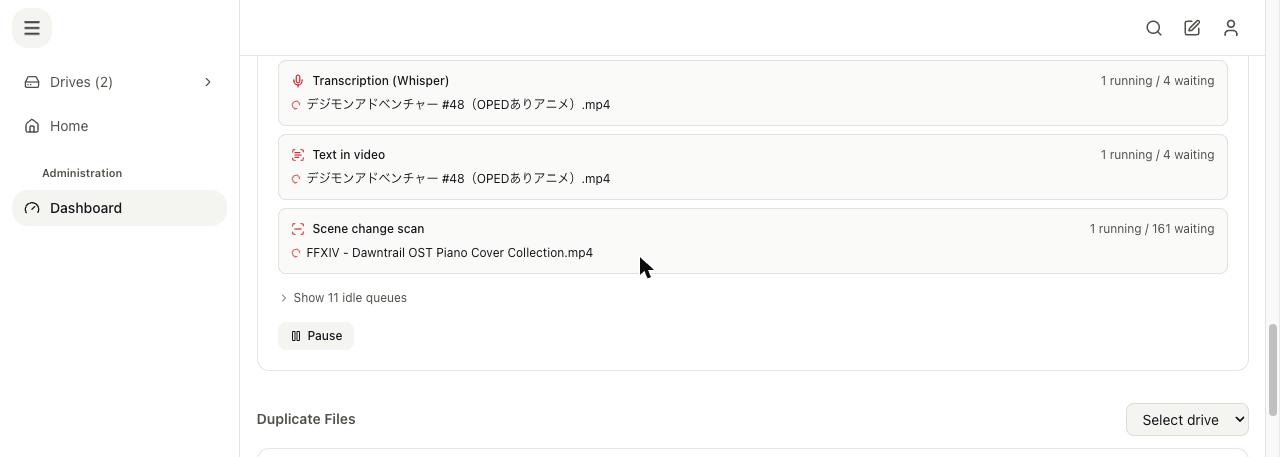 Drives (2)
Home
Administration
Dashboard
Transcription (Whisper)
1 running / 4 waiting
デジモンアドベンチャー #48（OPEDありアニメ）.mp4
Text in video
1 running / 4 waiting
デジモンアドベンチャー #48（OPEDありアニメ）.mp4
Scene change scan
1 running / 161 waiting
FFXIV - Dawntrail OST Piano Cover Collection.mp4
Show 11 idle queues
Pause
Duplicate Files
Select drive